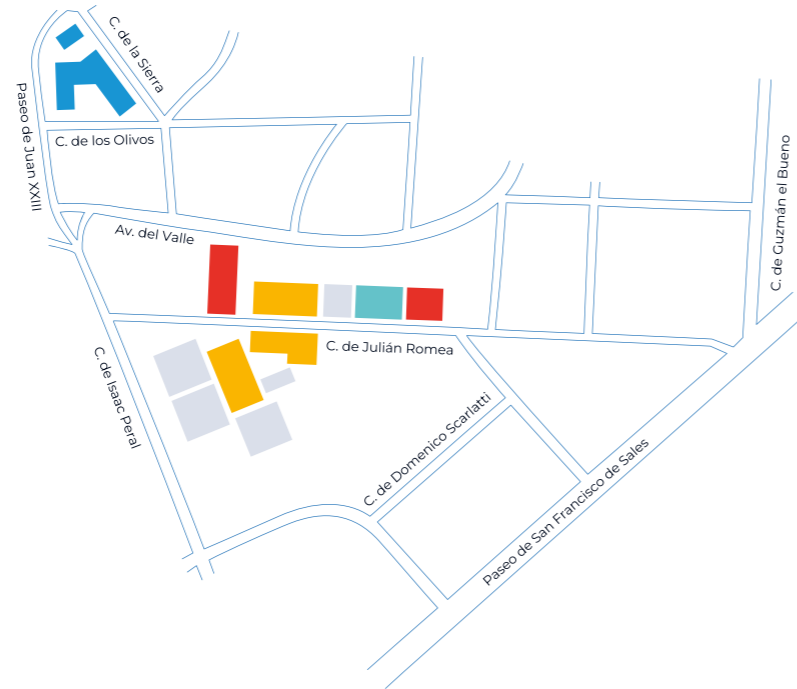 C. de la Sierra
Paseo de Juan XXIII
C. de los Olivos
C. de Guzmán el Bueno
Av. del Valle
C. de Julián Romea
C. de Isaac Peral
C. de Domenico Scarlatti
Paseo de San Francisco de Sales